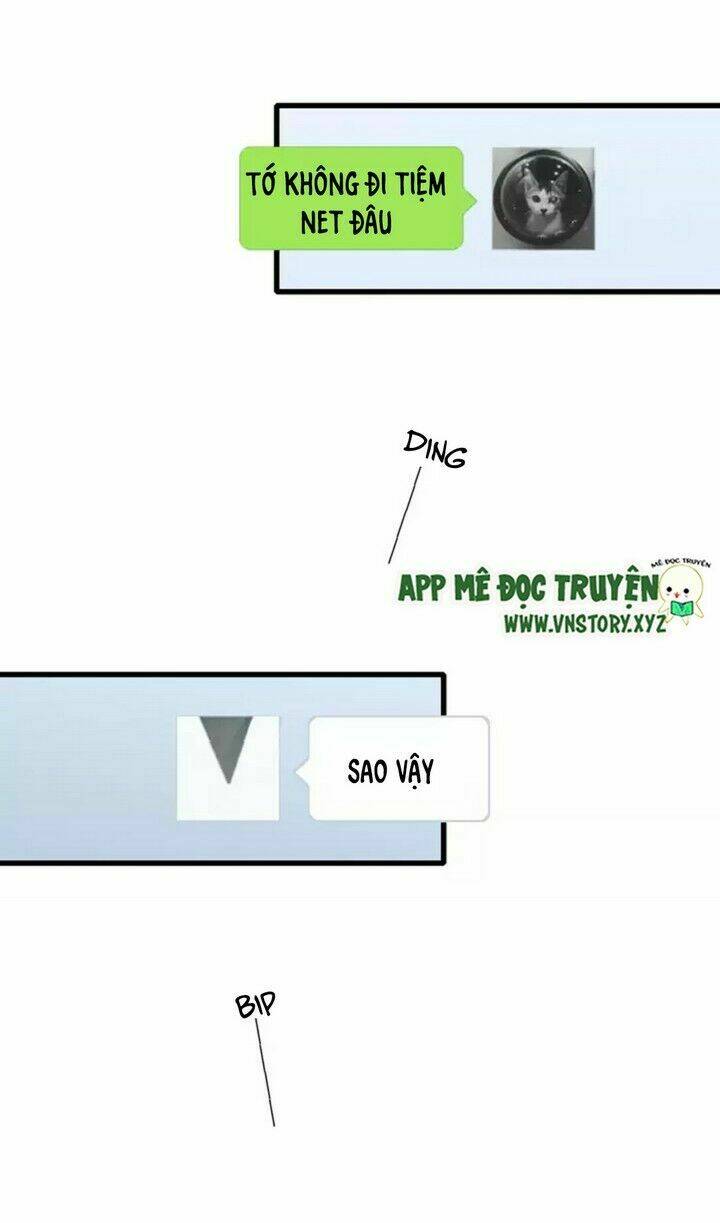 TỚ KHÔNG ĐI TIỆM
NET ĐÂU
DING
MÊ ĐỌC TRUYỆN
APP MÊ ĐỌC TRUYỆN
WWW.VNSTORY.XYZ
SAO VẬY
BIP